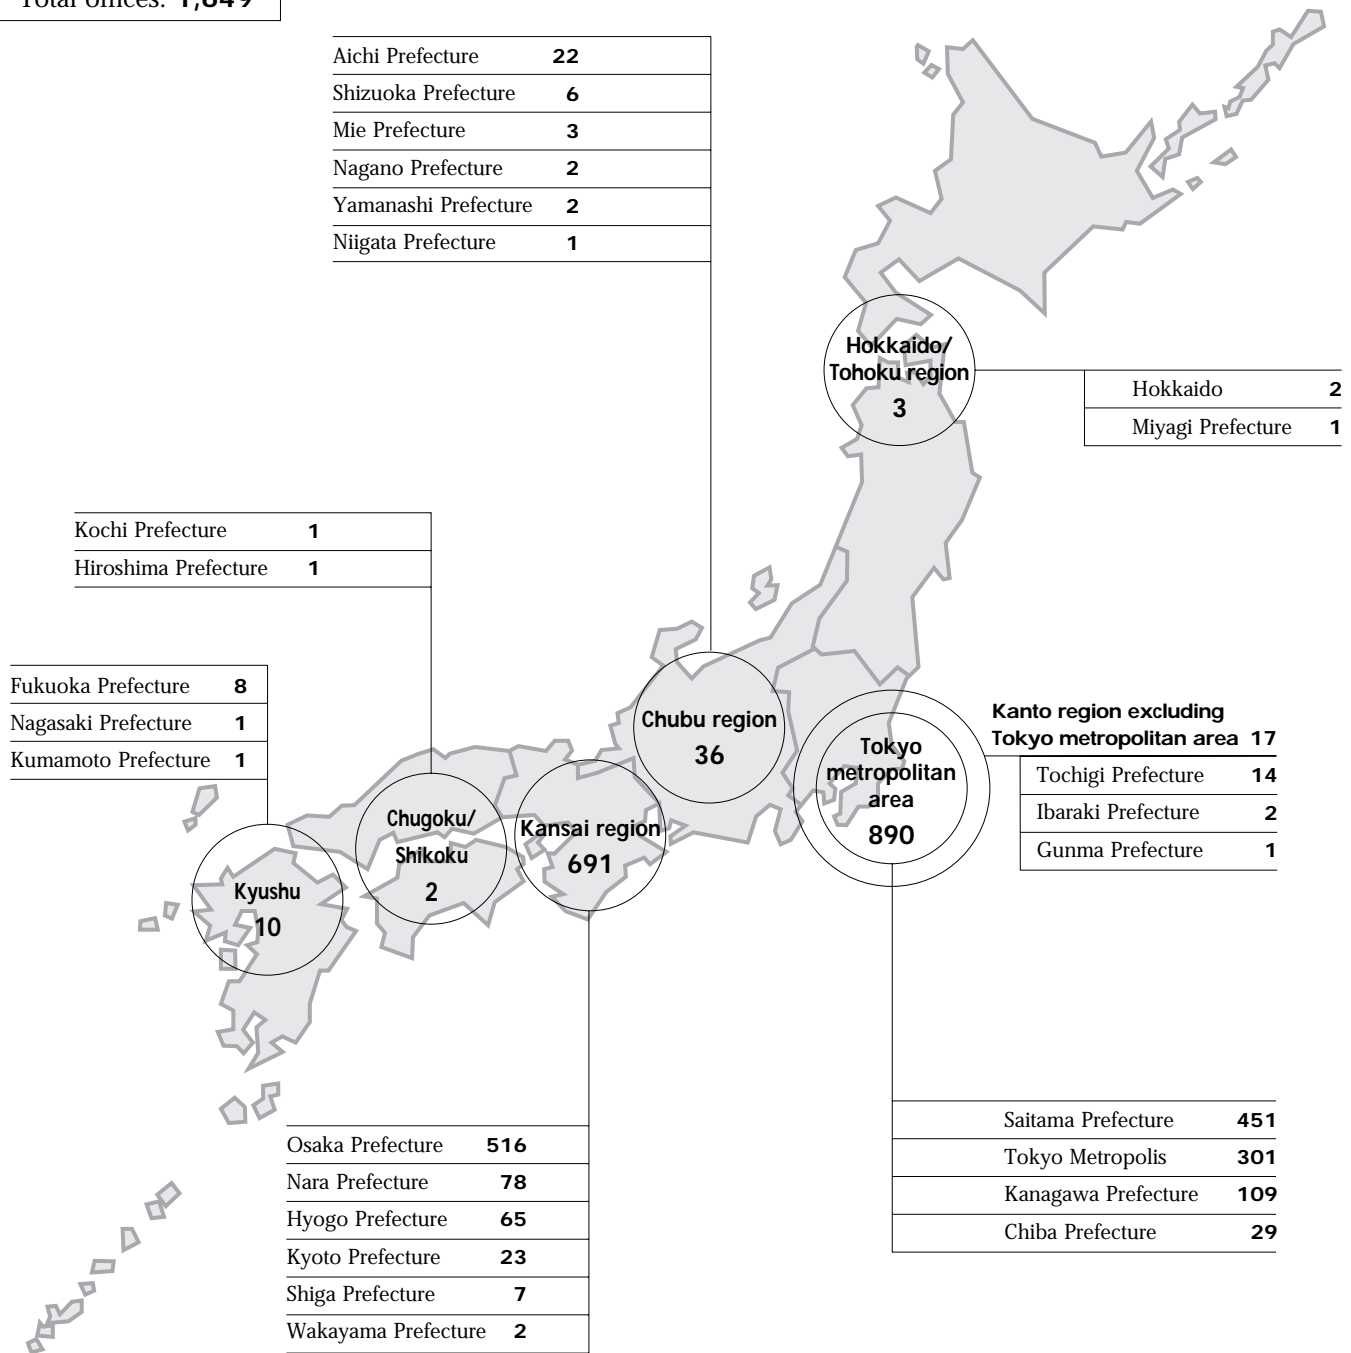 Total offices: 1,649
Aichi Prefecture 22
Shizuoka Prefecture 6
Mie Prefecture 3
Nagano Prefecture 2
Yamanashi Prefecture 2
Niigata Prefecture 1
Hokkaido/
Tohoku region
3
Hokkaido 2
Miyagi Prefecture 1
Kochi Prefecture 1
Hiroshima Prefecture 1
Fukuoka Prefecture 8
Nagasaki Prefecture 1
Kumamoto Prefecture 1
Chubu region
36
Kanto region excluding
Tokyo metropolitan area 17
Tochigi Prefecture 14
Ibaraki Prefecture 2
Gunma Prefecture 1
Tokyo
metropolitan
area
890
Kansai region
691
Chugoku/
Shikoku
2
Kyushu
10
Saitama Prefecture 451
Tokyo Metropolis 301
Kanagawa Prefecture 109
Chiba Prefecture 29
Osaka Prefecture 516
Nara Prefecture 78
Hyogo Prefecture 65
Kyoto Prefecture 23
Shiga Prefecture 7
Wakayama Prefecture 2